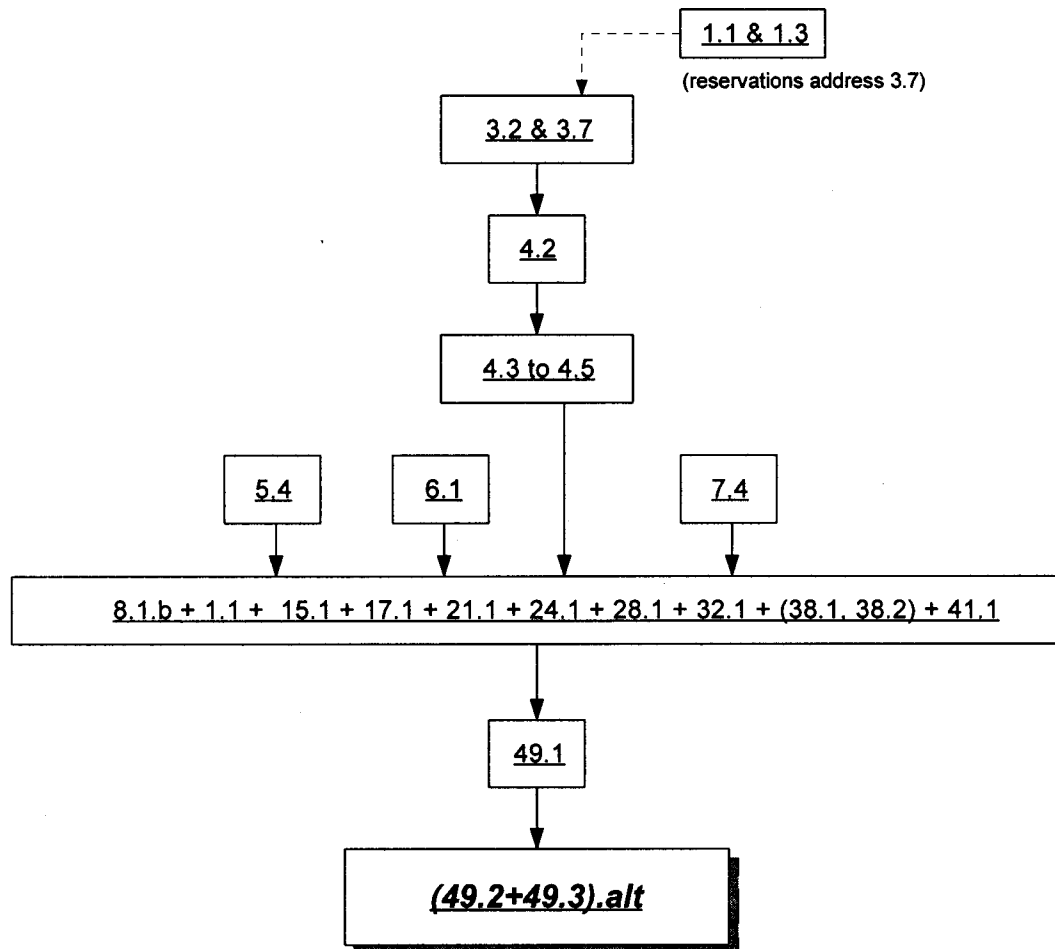 1.1 & 1.3
(reservations address 3.7)
3.2 & 3.7
4.2
4.3 to 4.5
5.4
6.1
7.4
8.1.b + 1.1 + 15.1 + 17.1 + 21.1 + 24.1 + 28.1 + 32.1 + (38.1, 38.2) + 41.1
49.1
(49.2+49.3).alt